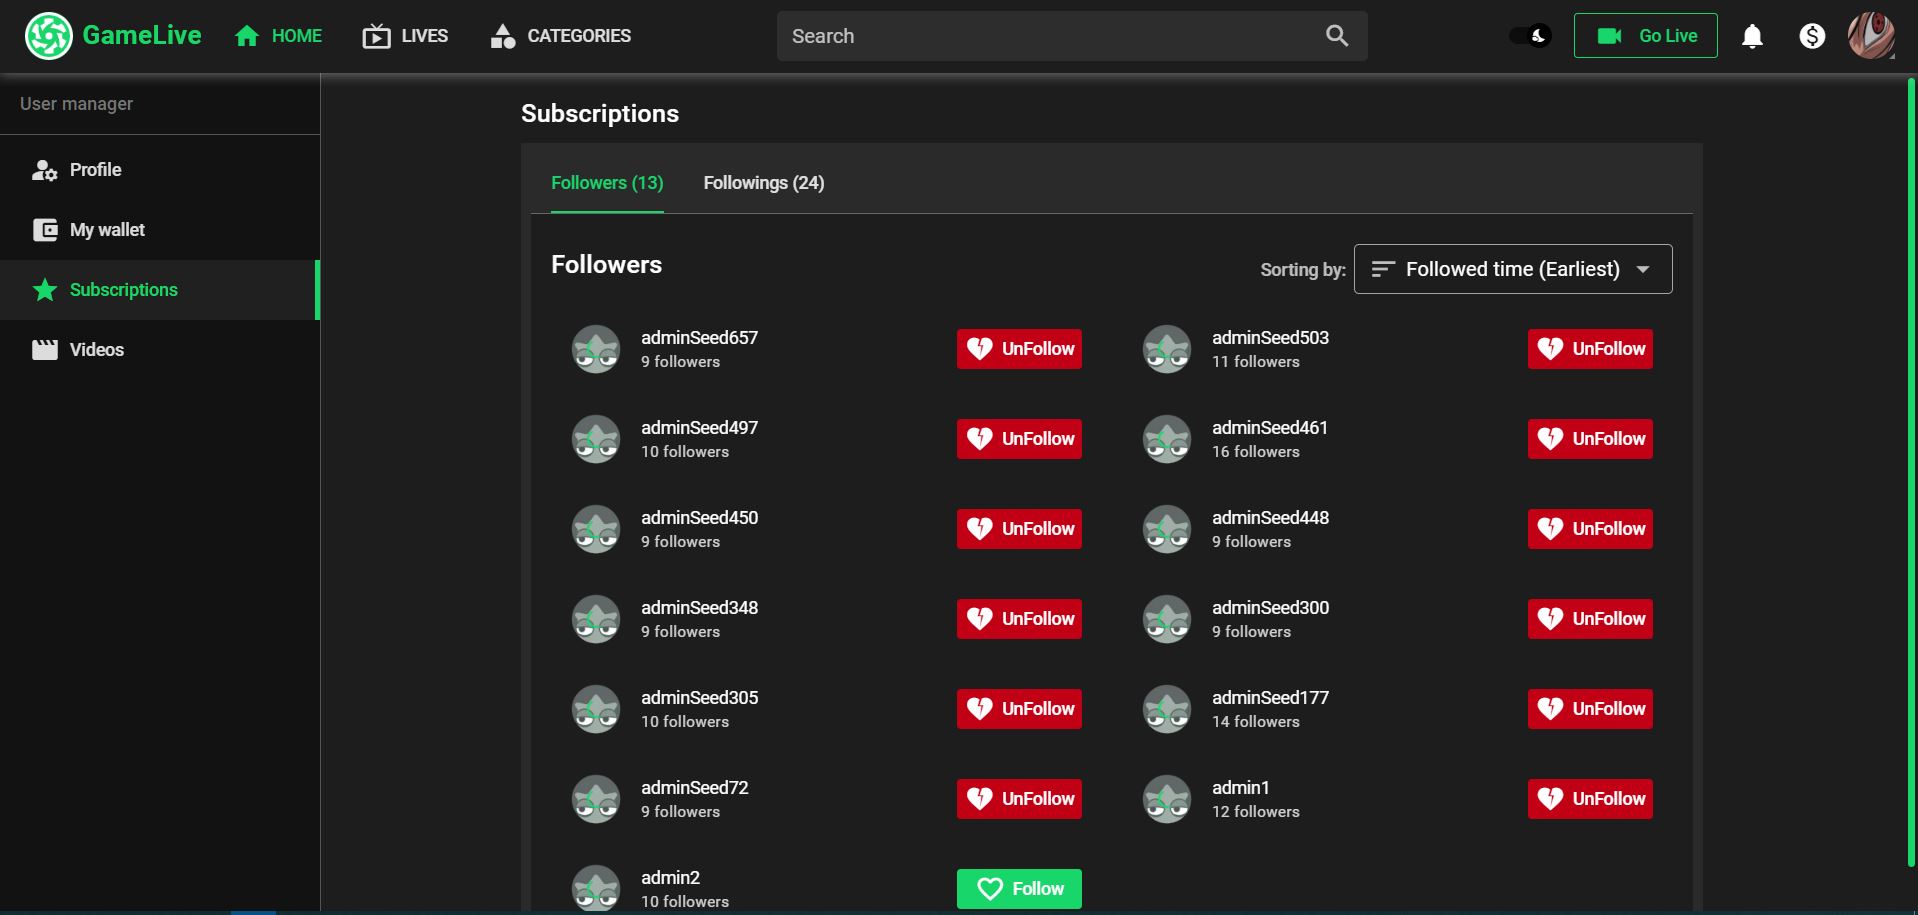 GameLive
HOME
LIVES
CATEGORIES
Search
Go Live
User manager
Profile
My wallet
Subscriptions
Videos
Subscriptions
Followers (13)
Followings (24)
Followers
Sorting by:
Followed time (Earliest)
adminSeed657
9 followers
UnFollow
adminSeed503
11 followers
UnFollow
adminSeed497
10 followers
UnFollow
adminSeed461
16 followers
UnFollow
adminSeed450
9 followers
UnFollow
adminSeed448
9 followers
UnFollow
adminSeed348
9 followers
UnFollow
adminSeed300
9 followers
UnFollow
adminSeed305
10 followers
UnFollow
adminSeed177
14 followers
UnFollow
adminSeed72
9 followers
UnFollow
admin1
12 followers
UnFollow
admin2
10 followers
Follow